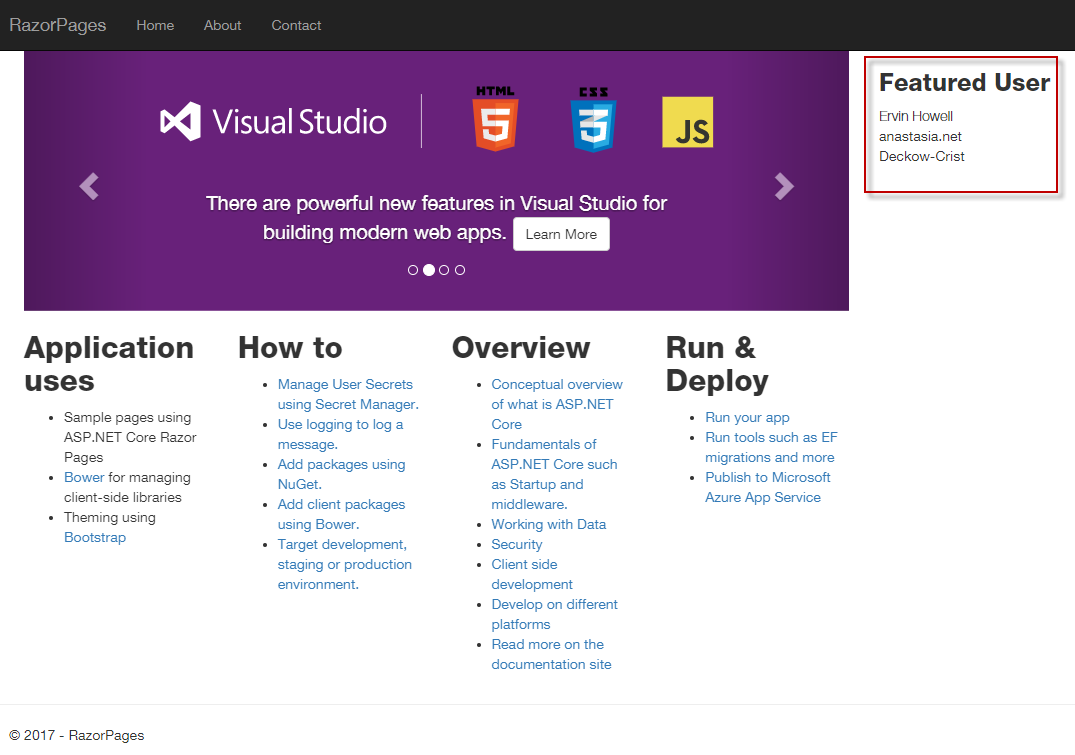 RazorPages Home About Contact
Visual Studio
HTML
5
CSS
3
JS
There are powerful new features in Visual Studio for
building modern web apps. Learn More
Featured User
Ervin Howell
anastasia.net
Deckow-Crist
Application
uses
Sample pages using
ASP.NET Core Razor
Pages
Bower for managing
client-side libraries
Theming using
Bootstrap
How to
Manage User Secrets
using Secret Manager.
Use logging to log a
message.
Add packages using
NuGet.
Add client packages
using Bower.
Target development,
staging or production
environment.
Overview
Conceptual overview
of what is ASP.NET
Core
Fundamentals of
ASP.NET Core such
as Startup and
middleware.
Working with Data
Security
Client side
development
Develop on different
platforms
Read more on the
documentation site
Run &
Deploy
Run your app
Run tools such as EF
migrations and more
Publish to Microsoft
Azure App Service
© 2017 - RazorPages